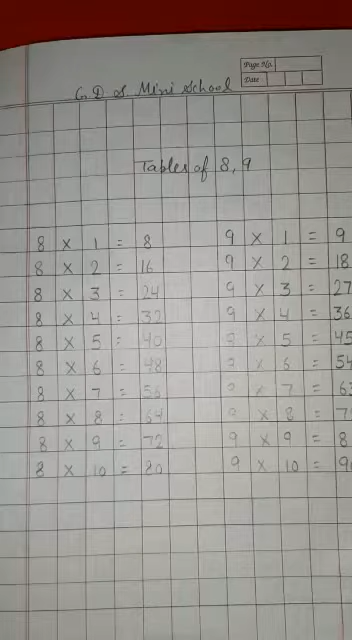 Page No.
Date
G.D.S. Mini School
Tables of 8, 9
8 × 1 = 8 9 × 1 = 9
8 × 2 = 16 9 × 2 = 18
8 × 3 = 24 9 × 3 = 27
8 × 4 = 32 9 × 4 = 36
8 × 5 = 40 9 × 5 = 45
8 × 6 = 48 9 × 6 = 54
8 × 7 = 56 9 × 7 = 63
8 × 8 = 64 9 × 8 = 7
8 × 9 = 72 9 × 9 = 8
8 × 10 = 80 9 × 10 = 90